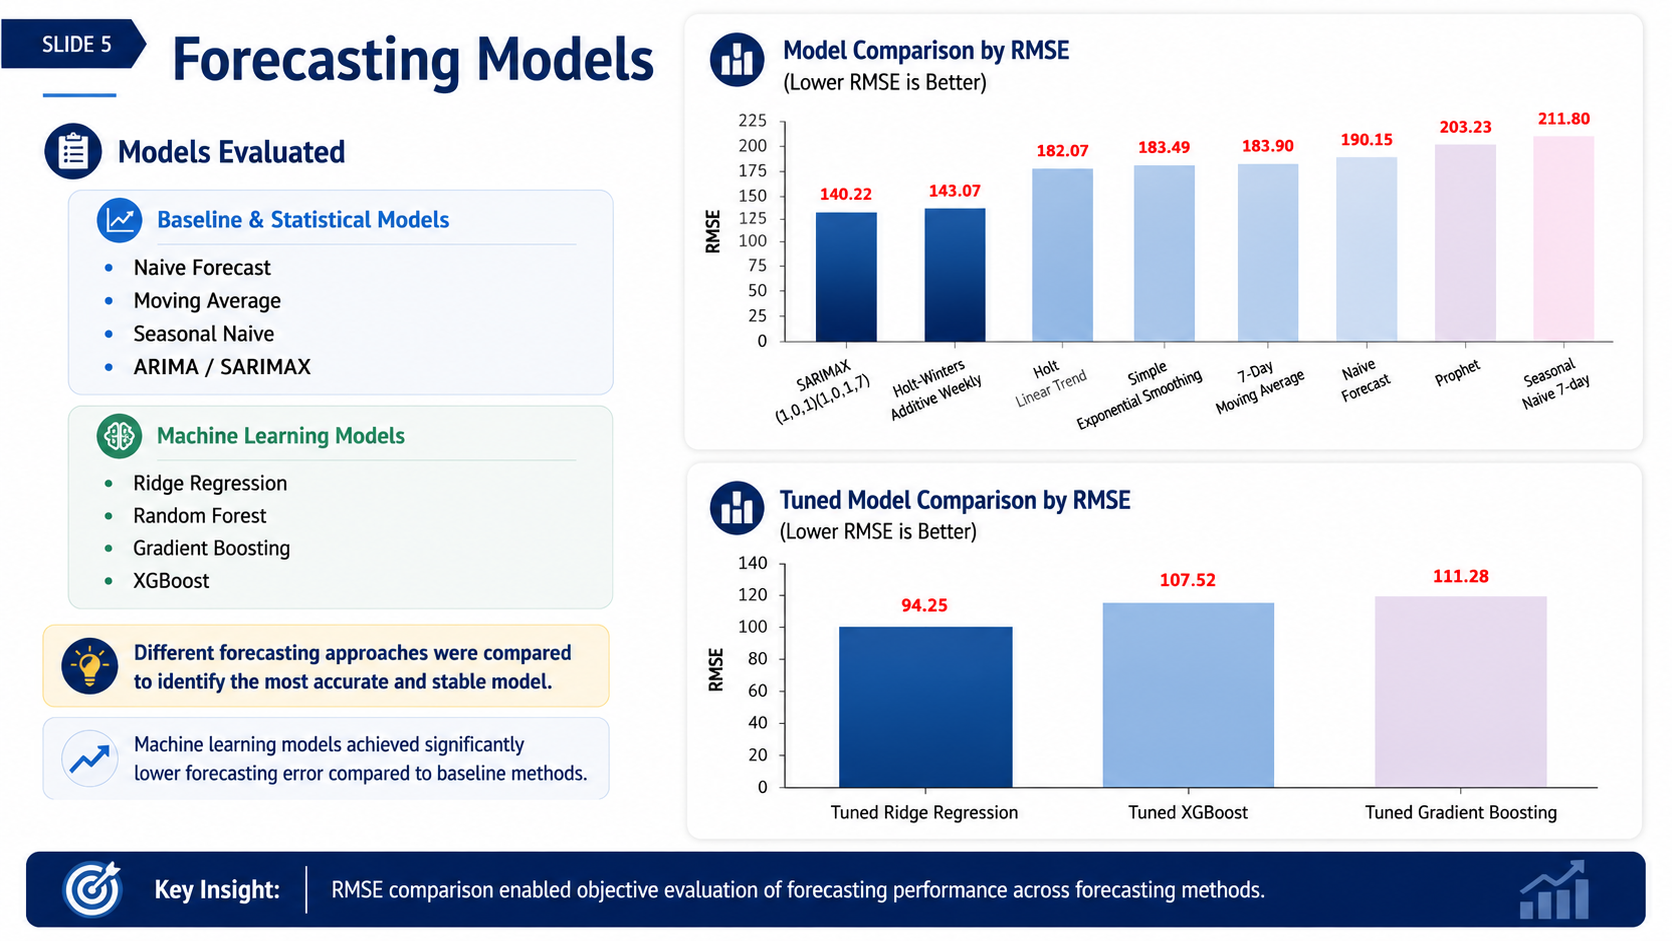 SLIDE 5
Forecasting Models
Models Evaluated
Baseline & Statistical Models
• Naive Forecast
• Moving Average
• Seasonal Naive
• ARIMA / SARIMAX
Machine Learning Models
• Ridge Regression
• Random Forest
• Gradient Boosting
• XGBoost
Different forecasting approaches were compared
to identify the most accurate and stable model.
Machine learning models achieved significantly
lower forecasting error compared to baseline methods.
Model Comparison by RMSE
(Lower RMSE is Better)
RMSE
225
200
175
150
125
100
75
50
25
0
140.22
143.07
182.07
183.49
183.90
190.15
203.23
211.80
SARIMAX
(1,0,1)(1,0,1,7)
Holt-Winters
Additive Weekly
Holt
Linear Trend
Simple
Exponential Smoothing
7-Day
Moving Average
Naive
Forecast
Prophet
Seasonal
Naive 7-day
Tuned Model Comparison by RMSE
(Lower RMSE is Better)
RMSE
140
120
100
80
60
40
20
0
94.25
107.52
111.28
Tuned Ridge Regression
Tuned XGBoost
Tuned Gradient Boosting
Key Insight:
RMSE comparison enabled objective evaluation of forecasting performance across forecasting methods.